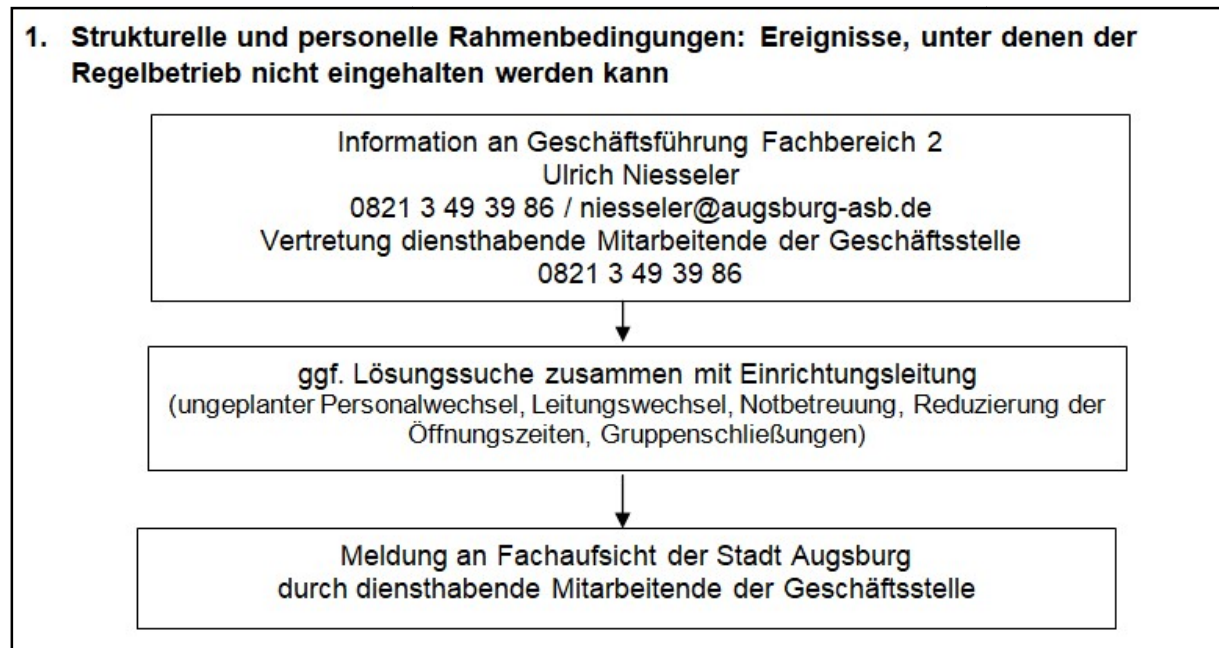 1. Strukturelle und personelle Rahmenbedingungen: Ereignisse, unter denen der
Regelbetrieb nicht eingehalten werden kann
Information an Geschäftsführung Fachbereich 2
Ulrich Niesseler
0821 3 49 39 86 / niesseler@augsburg-asb.de
Vertretung diensthabende Mitarbeitende der Geschäftsstelle
0821 3 49 39 86
ggf. Lösungssuche zusammen mit Einrichtungsleitung
(ungeplanter Personalwechsel, Leitungswechsel, Notbetreuung, Reduzierung der
Öffnungszeiten, Gruppenschließungen)
Meldung an Fachaufsicht der Stadt Augsburg
durch diensthabende Mitarbeitende der Geschäftsstelle